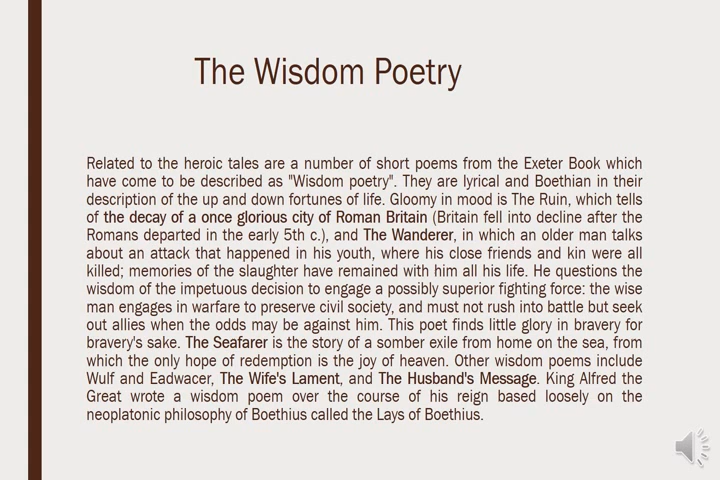 The Wisdom Poetry
Related to the heroic tales are a number of short poems from the Exeter Book which
have come to be described as "Wisdom poetry". They are lyrical and Boethian in their
description of the up and down fortunes of life. Gloomy in mood is The Ruin, which tells
of the decay of a once glorious city of Roman Britain (Britain fell into decline after the
Romans departed in the early 5th c.), and The Wanderer, in which an older man talks
about an attack that happened in his youth, where his close friends and kin were all
killed; memories of the slaughter have remained with him all his life. He questions the
wisdom of the impetuous decision to engage a possibly superior fighting force: the wise
man engages in warfare to preserve civil society, and must not rush into battle but seek
out allies when the odds may be against him. This poet finds little glory in bravery for
bravery's sake. The Seafarer is the story of a somber exile from home on the sea, from
which the only hope of redemption is the joy of heaven. Other wisdom poems include
Wulf and Eadwacer, The Wife's Lament, and The Husband's Message. King Alfred the
Great wrote a wisdom poem over the course of his reign based loosely on the
neoplatonic philosophy of Boethius called the Lays of Boethius.